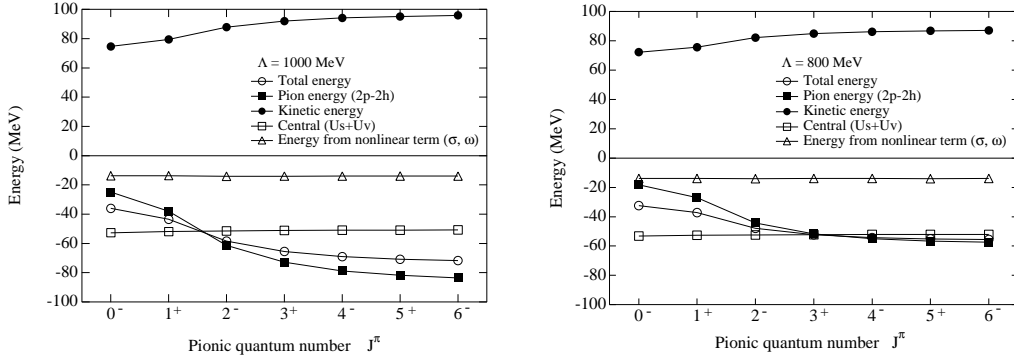 100
80
60
40
20
0
-20
-40
-60
-80
-100
Energy (MeV)
Λ = 1000 MeV
Total energy
Pion energy (2p-2h)
Kinetic energy
Central (Us+Uv)
Energy from nonlinear term (σ, ω)
0⁻ 1⁺ 2⁻ 3⁺ 4⁻ 5⁺ 6⁻
Pionic quantum number J^π
100
80
60
40
20
0
-20
-40
-60
-80
-100
Energy (MeV)
Λ = 800 MeV
Total energy
Pion energy (2p-2h)
Kinetic energy
Central (Us+Uv)
Energy from nonlinear term (σ, ω)
0⁻ 1⁺ 2⁻ 3⁺ 4⁻ 5⁺ 6⁻
Pionic quantum number J^π